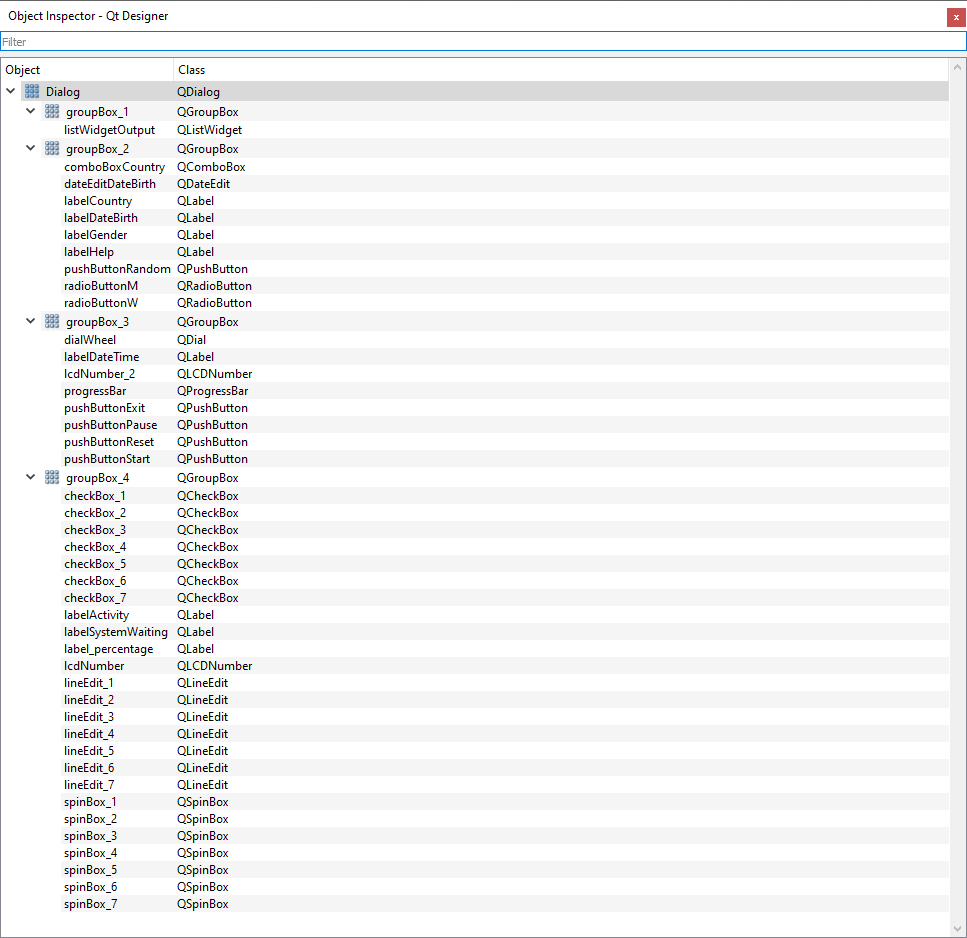 Object Inspector - Qt Designer
x
Filter
Object Class
Dialog QDialog
groupBox_1 QGroupBox
listWidgetOutput QListWidget
groupBox_2 QGroupBox
comboBoxCountry QComboBox
dateEditDateBirth QDateEdit
labelCountry QLabel
labelDateBirth QLabel
labelGender QLabel
labelHelp QLabel
pushButtonRandom QPushButton
radioButtonM QRadioButton
radioButtonW QRadioButton
groupBox_3 QGroupBox
dialWheel QDial
labelDateTime QLabel
lcdNumber_2 QLCDNumber
progressBar QProgressBar
pushButtonExit QPushButton
pushButtonPause QPushButton
pushButtonReset QPushButton
pushButtonStart QPushButton
groupBox_4 QGroupBox
checkBox_1 QCheckBox
checkBox_2 QCheckBox
checkBox_3 QCheckBox
checkBox_4 QCheckBox
checkBox_5 QCheckBox
checkBox_6 QCheckBox
checkBox_7 QCheckBox
labelActivity QLabel
labelSystemWaiting QLabel
label_percentage QLabel
lcdNumber QLCDNumber
lineEdit_1 QLineEdit
lineEdit_2 QLineEdit
lineEdit_3 QLineEdit
lineEdit_4 QLineEdit
lineEdit_5 QLineEdit
lineEdit_6 QLineEdit
lineEdit_7 QLineEdit
spinBox_1 QSpinBox
spinBox_2 QSpinBox
spinBox_3 QSpinBox
spinBox_4 QSpinBox
spinBox_5 QSpinBox
spinBox_6 QSpinBox
spinBox_7 QSpinBox